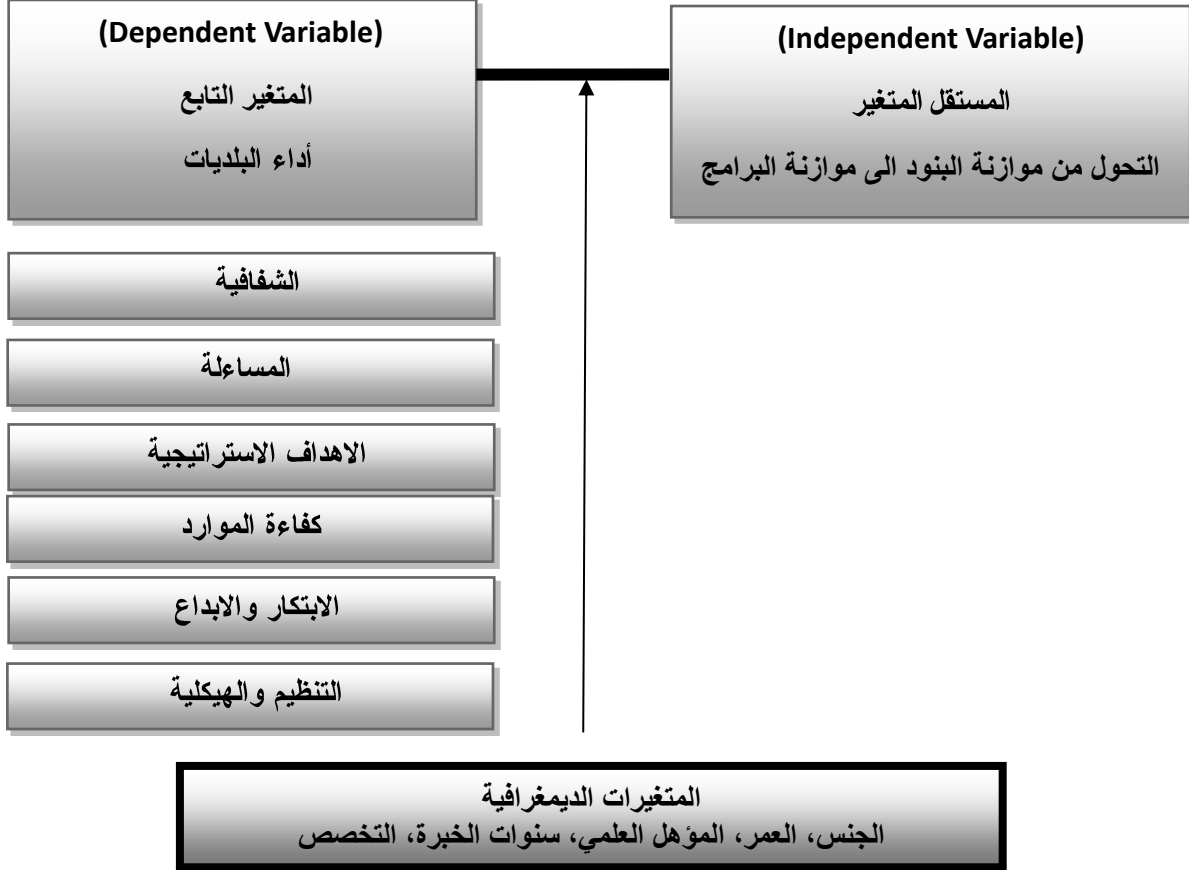 (Independent Variable)
المستقل المتغير
التحول من موازنة البنود الى موازنة البرامج
(Dependent Variable)
المتغير التابع
أداء البلديات
الشفافية
المساءلة
الاهداف الاستراتيجية
كفاءة الموارد
الابتكار والابداع
التنظيم والهيكلية
المتغيرات الديمغرافية
الجنس، العمر، المؤهل العلمي، سنوات الخبرة، التخصص